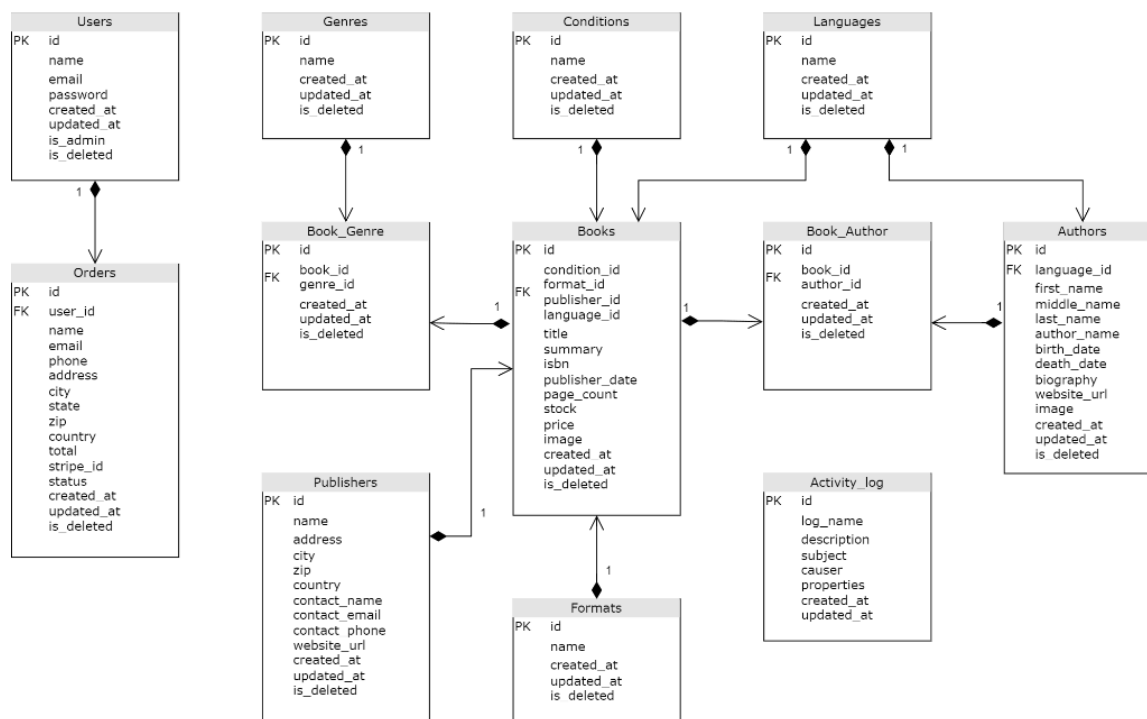 Users
PK id
name
email
password
created_at
updated_at
is_admin
is_deleted
1
Genres
PK id
name
created_at
updated_at
is_deleted
1
Conditions
PK id
name
created_at
updated_at
is_deleted
1
Languages
PK id
name
created_at
updated_at
is_deleted
1
1
Orders
PK id
FK user_id
name
email
phone
address
city
state
zip
country
total
stripe_id
status
created_at
updated_at
is_deleted
Book_Genre
PK id
book_id
FK
genre_id
created_at
updated_at
is_deleted
1
Books
PK id
condition_id
format_id
FK
publisher_id
language_id
title
summary
isbn
publisher_date
page_count
stock
price
image
created_at
updated_at
is_deleted
1
Book_Author
PK id
book_id
FK
author_id
created_at
updated_at
is_deleted
1
Authors
PK id
FK language_id
first_name
middle_name
last_name
author_name
birth_date
death_date
biography
website_url
image
created_at
updated_at
is_deleted
Publishers
PK id
name
address
city
zip
country
contact_name
contact_email
contact_phone
website_url
created_at
updated_at
is_deleted
1
Formats
PK id
name
created_at
updated_at
is_deleted
1
Activity_log
PK id
log_name
description
subject
causer
properties
created_at
updated_at